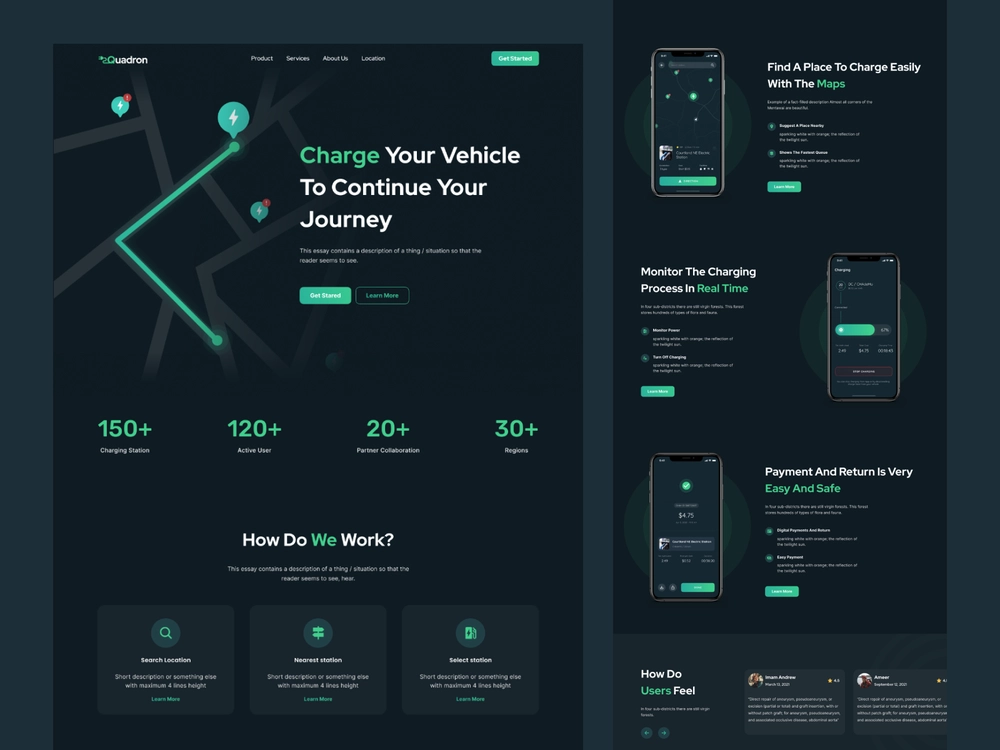 Quadron
Product
Services
About Us
Location
Get Started
1
1
Charge Your Vehicle
To Continue Your
Journey
This essay contains a description of a thing / situation so that the
reader seems to see.
Get Stared
Learn More
150+
Charging Station
120+
Active User
20+
Partner Collaboration
30+
Regions
How Do We Work?
This essay contains a description of a thing / situation so that the
reader seems to see, hear.
Search Location
Short description or something else
with maximum 4 lines height
Learn More
Nearest station
Short description or something else
with maximum 4 lines height
Learn More
Select station
Short description or something else
with maximum 4 lines height
Learn More
Find A Place To Charge Easily
With The Maps
Example of a fact-filled description Almost all corners of the
Mentawai are beautiful.
Suggest A Place Nearby
sparkling white with orange, the reflection of
the twilight sun.
Shows The Fastest Queue
sparkling white with orange, the reflection of
the twilight sun.
Learn More
Monitor The Charging
Process In Real Time
In four sub-districts there are still virgin forests. This forest
stores hundreds of types of flora and fauna.
Monitor Power
sparkling white with orange, the reflection of
the twilight sun.
Turn Off Charging
sparkling white with orange, the reflection of
the twilight sun.
Learn More
Charging
67%
2:49
$4.75
Payment And Return Is Very
Easy And Safe
In four sub-districts there are still virgin forests. This forest
stores hundreds of types of flora and fauna.
Digital Payments And Return
sparkling white with orange, the reflection of
the twilight sun.
Easy Payment
sparkling white with orange, the reflection of
the twilight sun.
Learn More
$4.75
How Do
Users Feel
In four sub-districts there are still virgin
forests.
Imam Andrew
March 13, 2021
4.5
"Direct repair of aneurysm, pseudoaneurysm, or
excision (partial or total) and graft insertion, with or
without patch graft; for aneurysm, pseudoaneurysm,
and associated occlusive disease, abdominal aorta"
Ameer
September 12, 2021
"Direct repair of aneurysm, pseudoaneurysm,
excision (partial or total) and graft insertion,
without patch graft; for aneurysm, pseudoan
and associated occlusive disease, abdominal